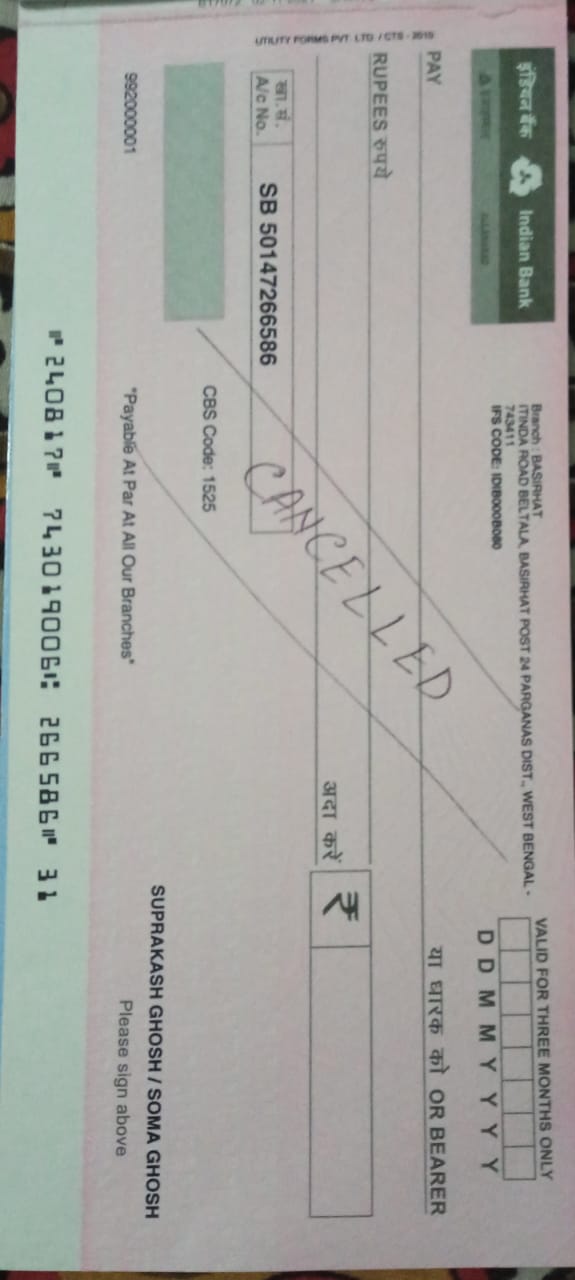 इंडियन बैंक Indian Bank
ALLAHABAD
Branch : BASIRHAT
ITINDA ROAD BELTALA, BASIRHAT POST 24 PARGANAS DIST., WEST BENGAL -
743411
IFS CODE: IDIB000B080
VALID FOR THREE MONTHS ONLY
D D M M Y Y Y Y
PAY
या धारक को OR BEARER
RUPEES रुपये
अदा करें ₹
CANCELLED
खा.सं.
A/c No. SB 50147266586
CBS Code: 1525
SUPRAKASH GHOSH / SOMA GHOSH
Please sign above
992000001
"Payable At Par At All Our Branches"
UTILITY FORMS PVT. LTD / CTS - 2010
⑈240817⑈ 743019006⑆ 266586⑈ 31